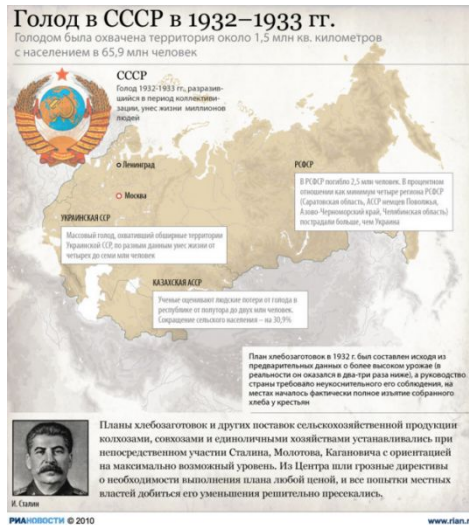 Голод в СССР в 1932–1933 гг.
Голодом была охвачена территория около 1,5 млн кв. километров
с населением в 65,9 млн человек
СССР
Голод 1932-1933 гг., разразив-
шийся в период коллективи-
зации, унес жизни миллионов
людей
Ленинград
Москва
РСФСР
В РСФСР погибло 2,5 млн человек. В процентном
отношении как минимум четыре региона РСФСР
(Саратовская область, АССР немцев Поволжья,
Азово-Черноморский край, Челябинская область)
пострадали больше, чем Украина
УКРАИНСКАЯ ССР
Массовый голод, охвативший обширные территории
Украинской ССР, по разным данным унес жизни от
четырех до семи млн человек
КАЗАХСКАЯ АССР
Ученые оценивают людские потери от голода в
республике от полутора до двух млн человек.
Сокращение сельского населения – на 30,9%
План хлебозаготовок в 1932 г. был составлен исходя из
предварительных данных о более высоком урожае (в
реальности он оказался в два-три раза ниже), а руководство
страны требовало неукоснительного его соблюдения, на
местах началось фактически полное изъятие собранного
хлеба у крестьян
Планы хлебозаготовок и других поставок сельскохозяйственной продукции
колхозами, совхозами и единоличными хозяйствами устанавливались при
непосредственном участии Сталина, Молотова, Кагановича с ориентацией
на максимально возможный уровень. Из Центра шли грозные директивы
о необходимости выполнения плана любой ценой, и все попытки местных
властей добиться его уменьшения решительно пресекались.
И. Сталин
РИАНОВОСТИ © 2010
www.rian.r